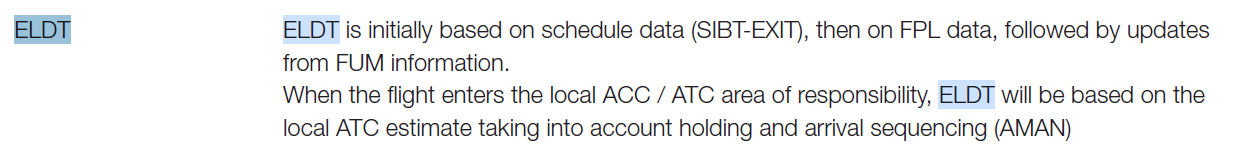 ELDT ELDT is initially based on schedule data (SIBT-EXIT), then on FPL data, followed by updates
from FUM information.
When the flight enters the local ACC / ATC area of responsibility, ELDT will be based on the
local ATC estimate taking into account holding and arrival sequencing (AMAN)